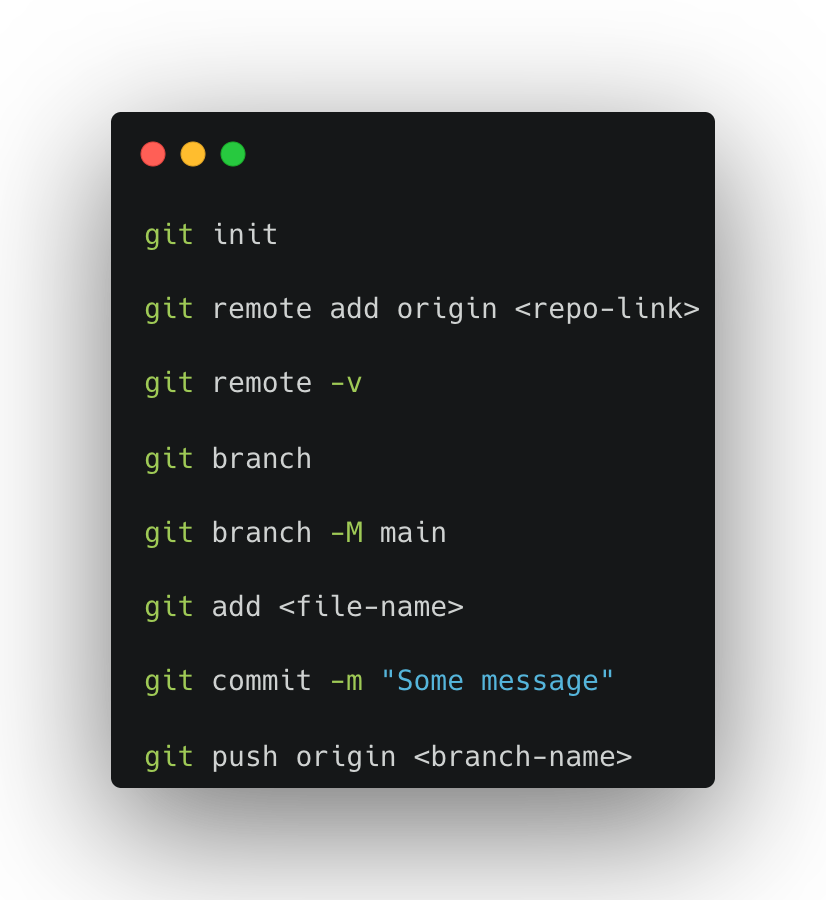 git init
git remote add origin <repo-link>
git remote -v
git branch
git branch -M main
git add <file-name>
git commit -m "Some message"
git push origin <branch-name>